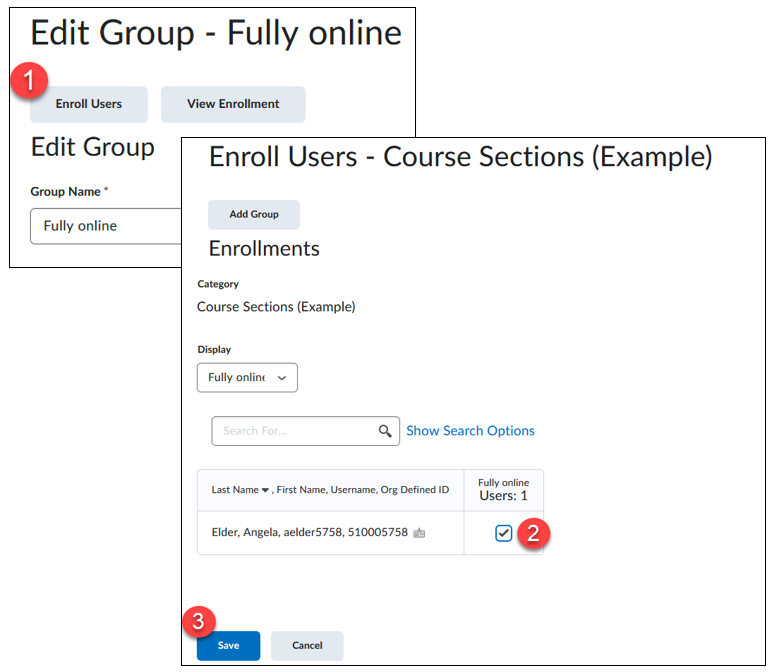 Edit Group - Fully online
1
Enroll Users
View Enrollment
Edit Group
Group Name *
Fully online
Enroll Users - Course Sections (Example)
Add Group
Enrollments
Category
Course Sections (Example)
Display
Fully online
Search For...
Show Search Options
Last Name , First Name, Username, Org Defined ID
Fully online
Users: 1
Elder, Angela, aelder5758, 510005758
2
3
Save
Cancel